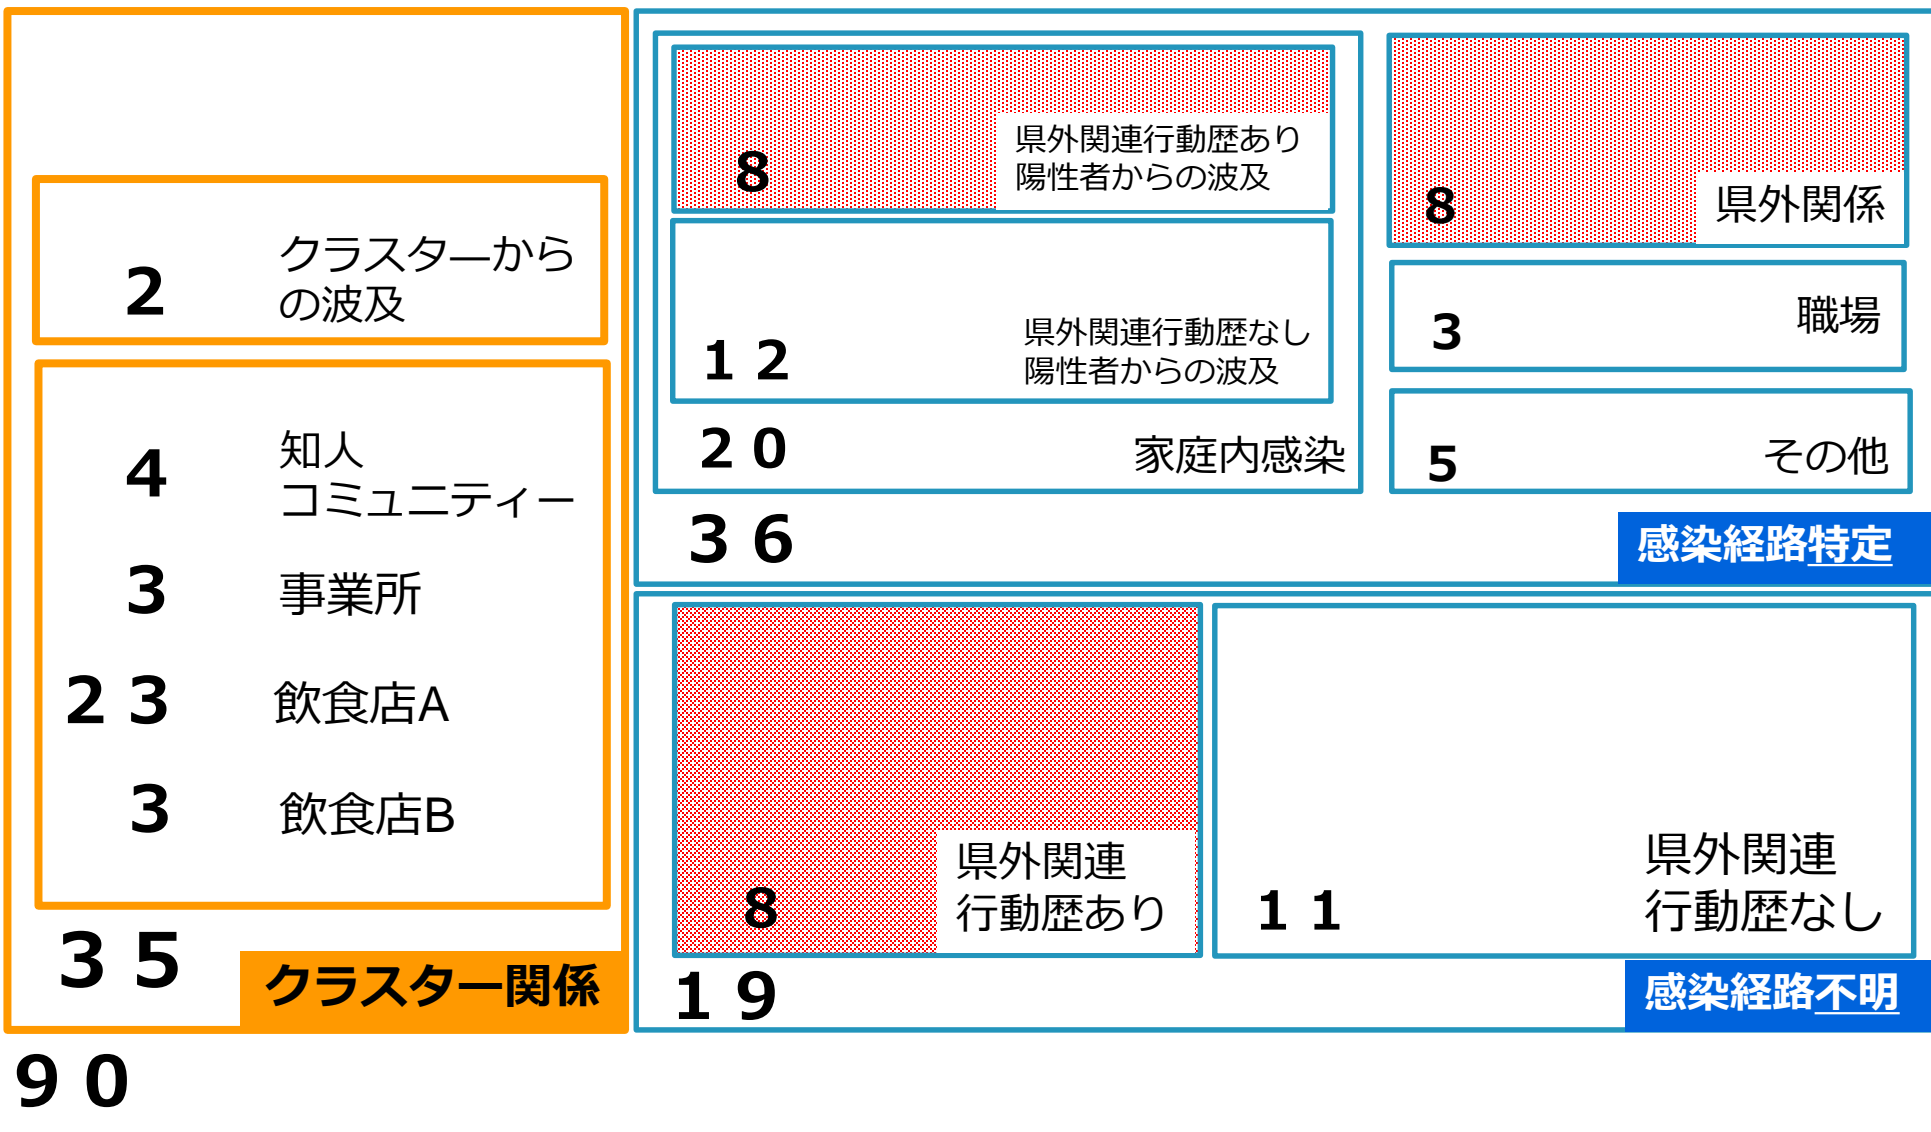 2
クラスターから
の波及
4
知人
コミュニティー
3
事業所
２３
飲食店A
3
飲食店B
３５
クラスター関係
8
県外関連行動歴あり
陽性者からの波及
１２
県外関連行動歴なし
陽性者からの波及
２０
家庭内感染
8
県外関係
3
職場
5
その他
３６
感染経路特定
8
県外関連
行動歴あり
１１
県外関連
行動歴なし
１９
感染経路不明
９０